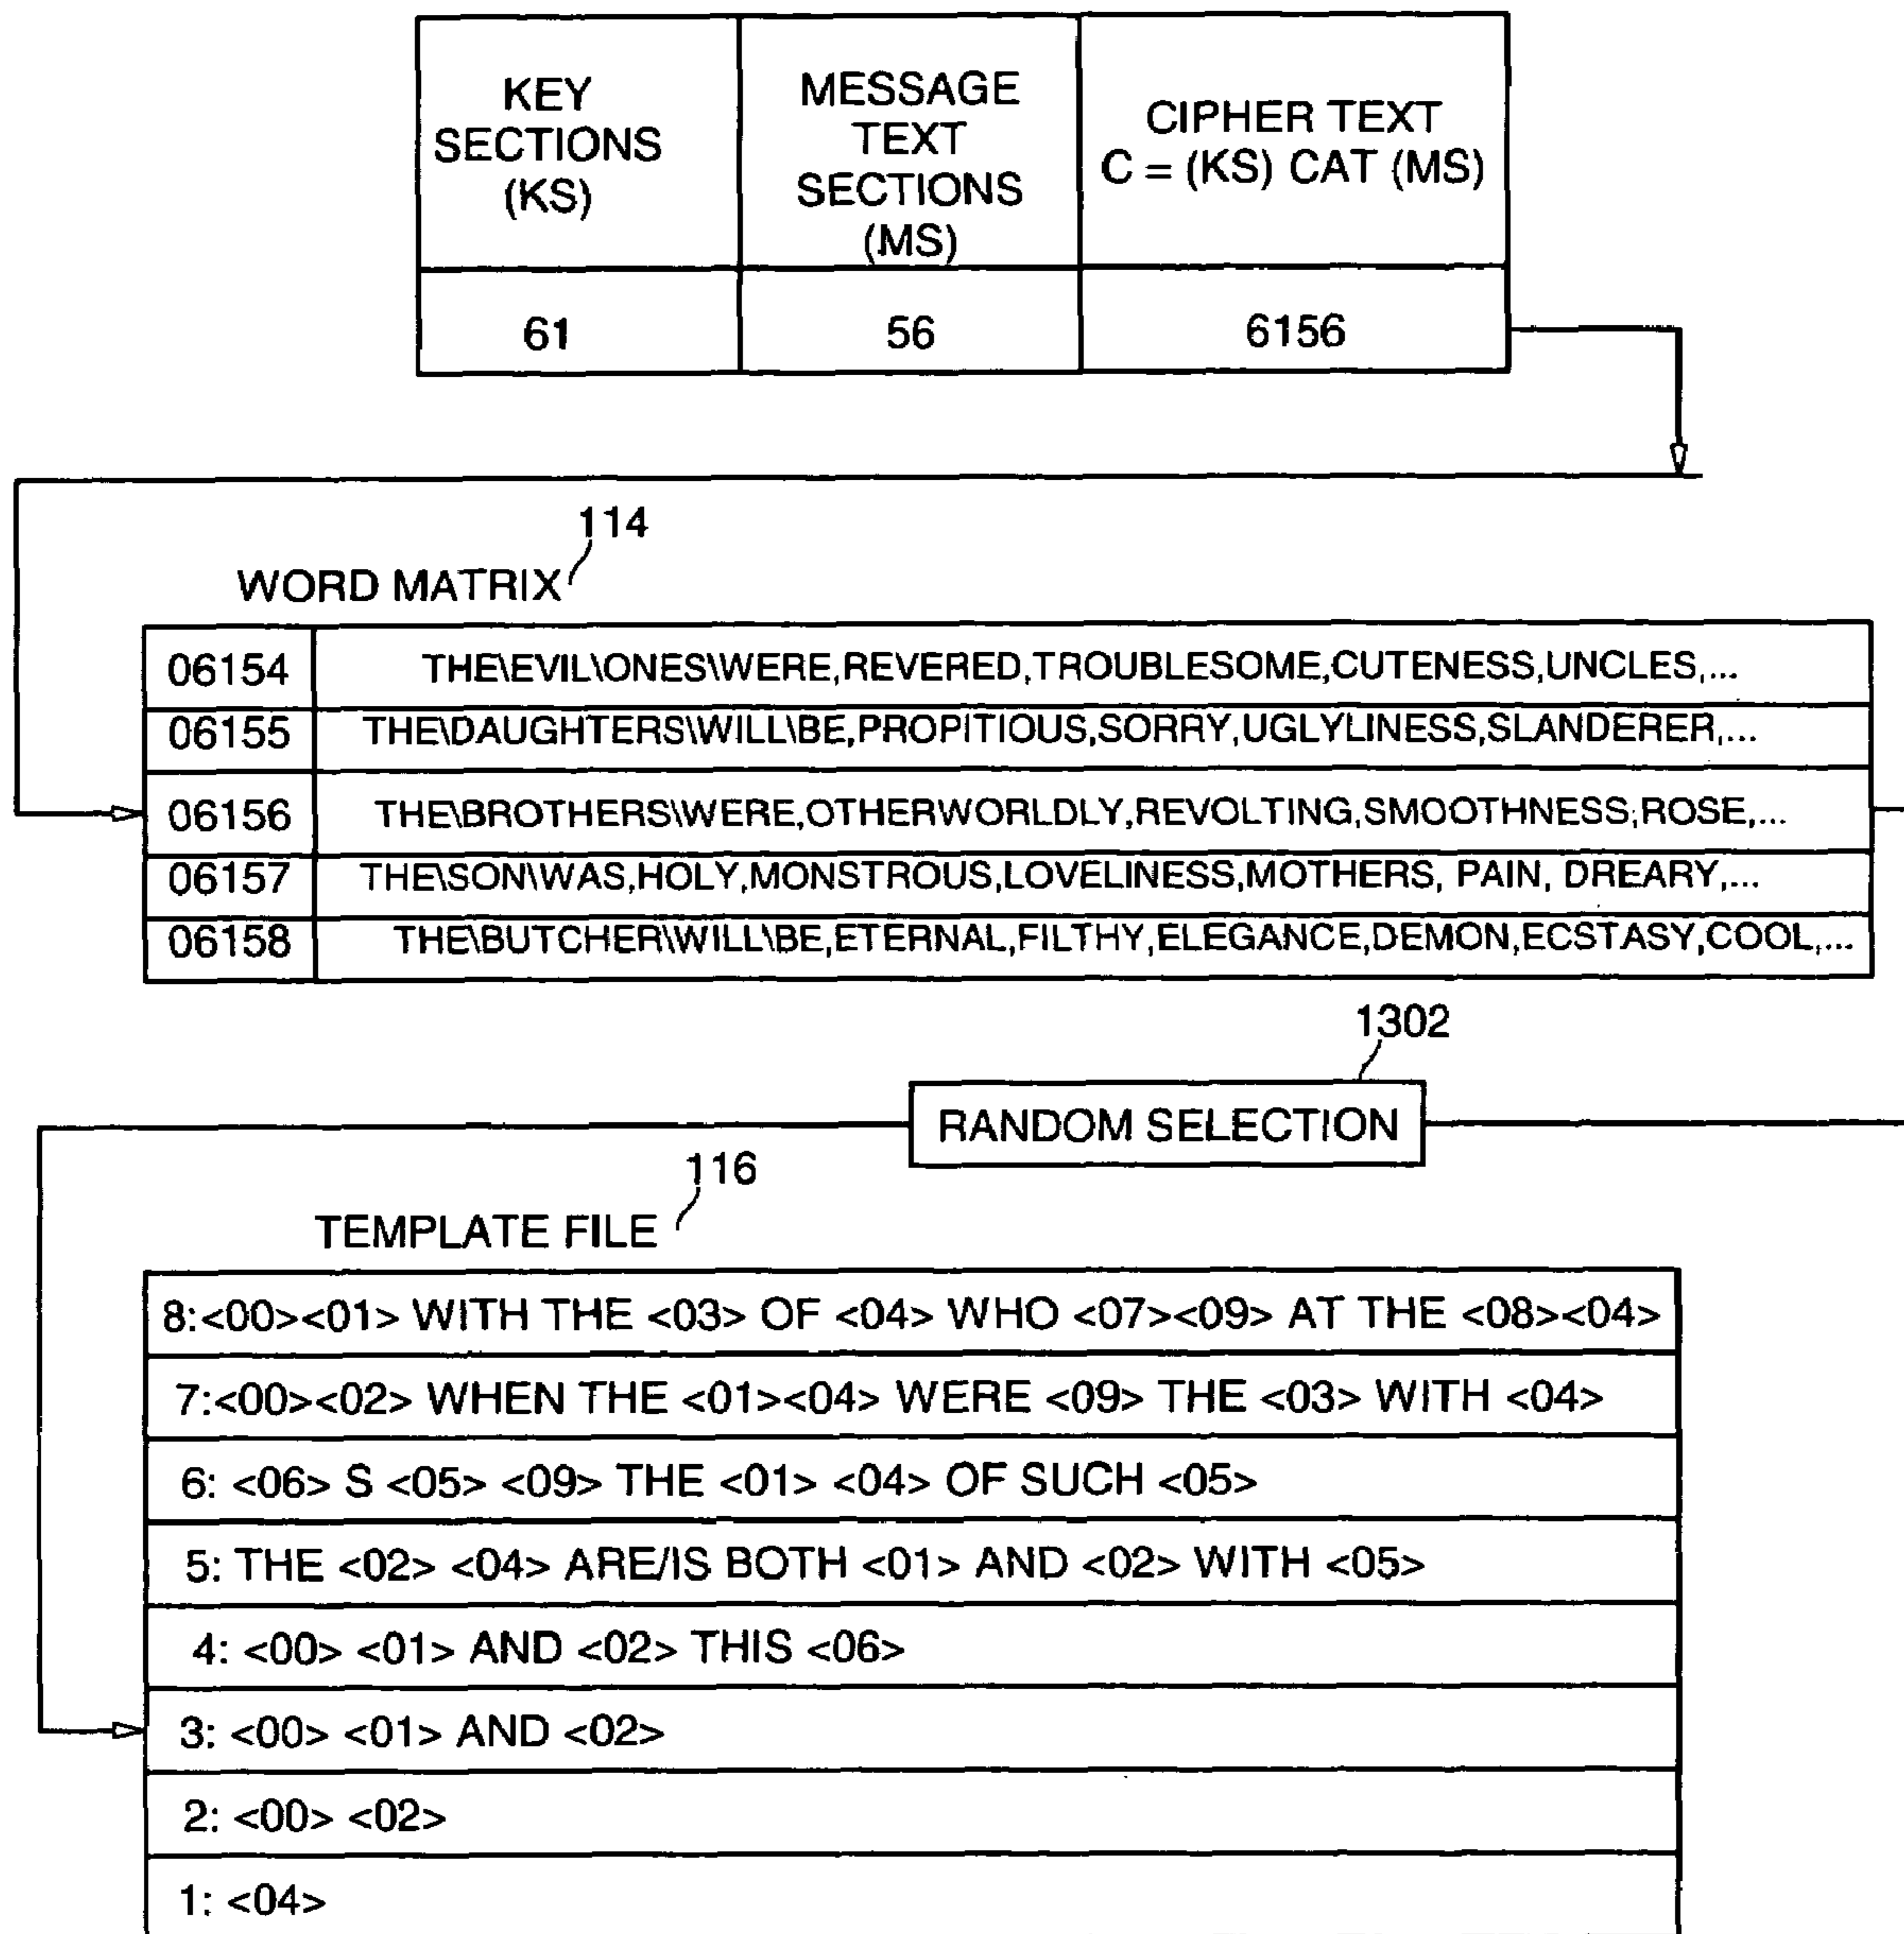 KEY
SECTIONS
(KS)
MESSAGE
TEXT
SECTIONS
(MS)
CIPHER TEXT
C = (KS) CAT (MS)
61
56
6156
114
WORD MATRIX
06154 THE\EVIL\ONES\WERE,REVERED,TROUBLESOME,CUTENESS,UNCLES,...
06155 THE\DAUGHTERS\WILL\BE,PROPITIOUS,SORRY,UGLYLINESS,SLANDERER,...
06156 THE\BROTHERS\WERE,OTHERWORLDLY,REVOLTING,SMOOTHNESS,ROSE,...
06157 THE\SON\WAS,HOLY,MONSTROUS,LOVELINESS,MOTHERS, PAIN, DREARY,...
06158 THE\BUTCHER\WILL\BE,ETERNAL,FILTHY,ELEGANCE,DEMON,ECSTASY,COOL,...
1302
RANDOM SELECTION
116
TEMPLATE FILE
8:<00><01> WITH THE <03> OF <04> WHO <07><09> AT THE <08><04>
7:<00><02> WHEN THE <01><04> WERE <09> THE <03> WITH <04>
6: <06> S <05> <09> THE <01> <04> OF SUCH <05>
5: THE <02> <04> ARE/IS BOTH <01> AND <02> WITH <05>
4: <00> <01> AND <02> THIS <06>
3: <00> <01> AND <02>
2: <00> <02>
1: <04>